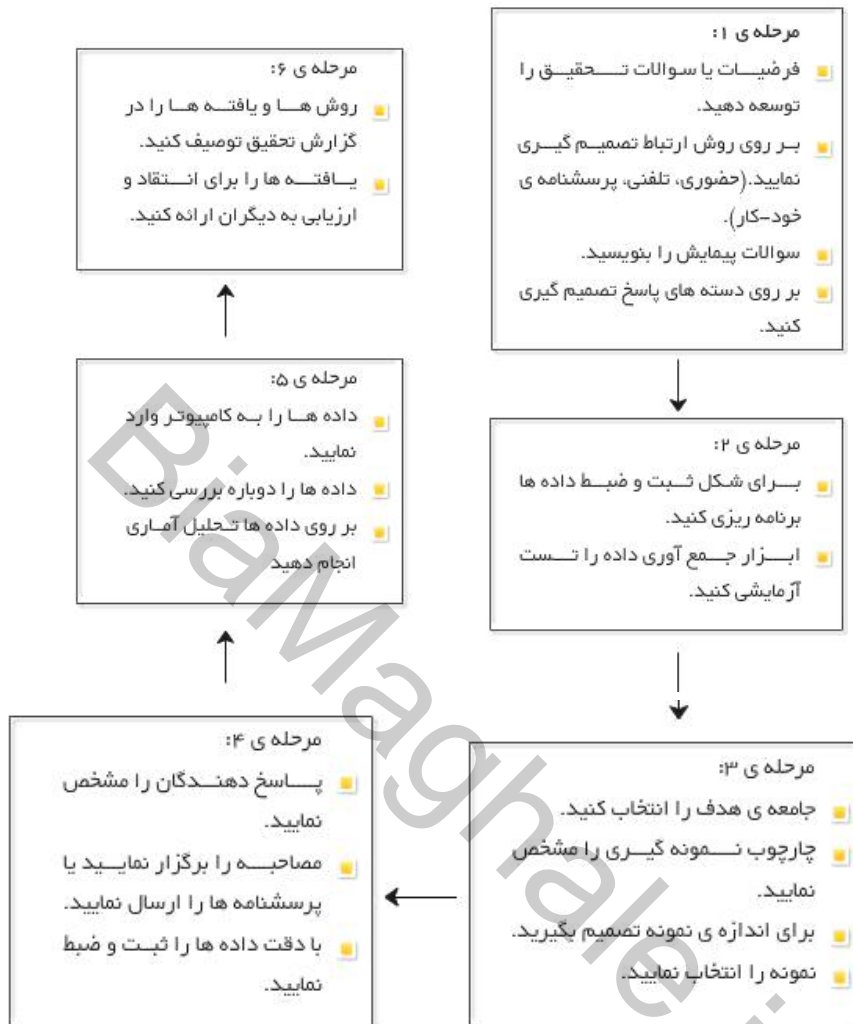 مرحله ی ۱:
فرضیات یا سوالات تحقیق را
توسعه دهید.
بر روی روش ارتباط تصمیم گیری
نمایید.(حضوری، تلفنی، پرسشنامه ی
خود-کار).
سوالات پیمایش را بنویسید.
بر روی دسته های پاسخ تصمیم گیری
کنید.
مرحله ی ۲:
برای شکل ثبت و ضبط داده ها
برنامه ریزی کنید.
ابزار جمع آوری داده را تست
آزمایشی کنید.
مرحله ی ۳:
جامعه ی هدف را انتخاب کنید.
چارچوب نمونه گیری را مشخص
نمایید.
برای اندازه ی نمونه تصمیم بگیرید.
نمونه را انتخاب نمایید.
مرحله ی ۴:
پاسخ دهندگان را مشخص
نمایید.
مصاحبه را برگزار نمایید یا
پرسشنامه ها را ارسال نمایید.
با دقت داده ها را ثبت و ضبط
نمایید.
مرحله ی ۵:
داده ها را به کامپیوتر وارد
نمایید.
داده ها را دوباره بررسی کنید.
بر روی داده ها تحلیل آماری
انجام دهید
مرحله ی ۶:
روش ها و یافته ها را در
گزارش تحقیق توصیف کنید.
یافته ها را برای انتقاد و
ارزیابی به دیگران ارائه کنید.
BiaMaghale